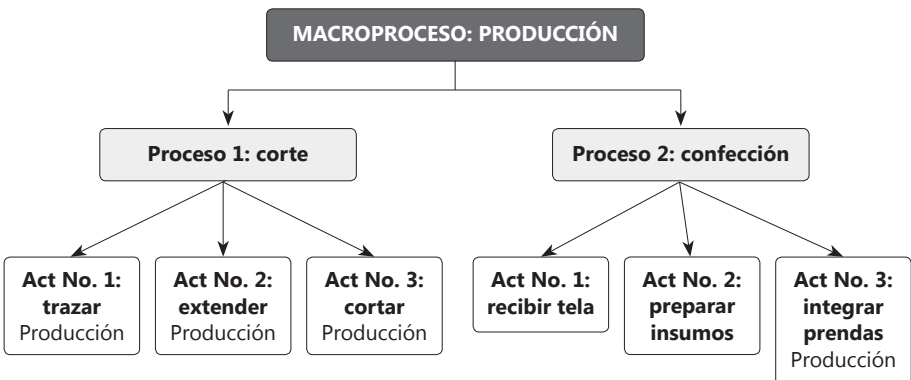 MACROPROCESO: PRODUCCIÓN
Proceso 1: corte
Proceso 2: confección
Act No. 1:
trazar
Producción
Act No. 2:
extender
Producción
Act No. 3:
cortar
Producción
Act No. 1:
recibir tela
Act No. 2:
preparar
insumos
Act No. 3:
integrar
prendas
Producción